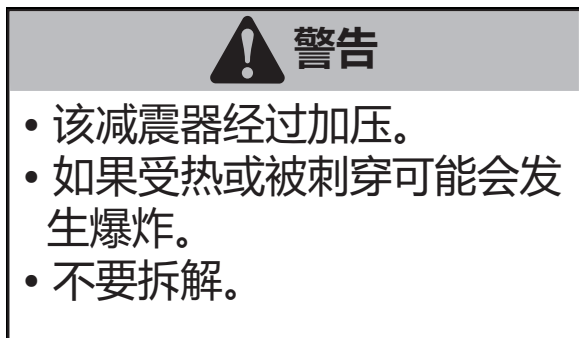 警告
• 该减震器经过加压。
• 如果受热或被刺穿可能会发
生爆炸。
• 不要拆解。